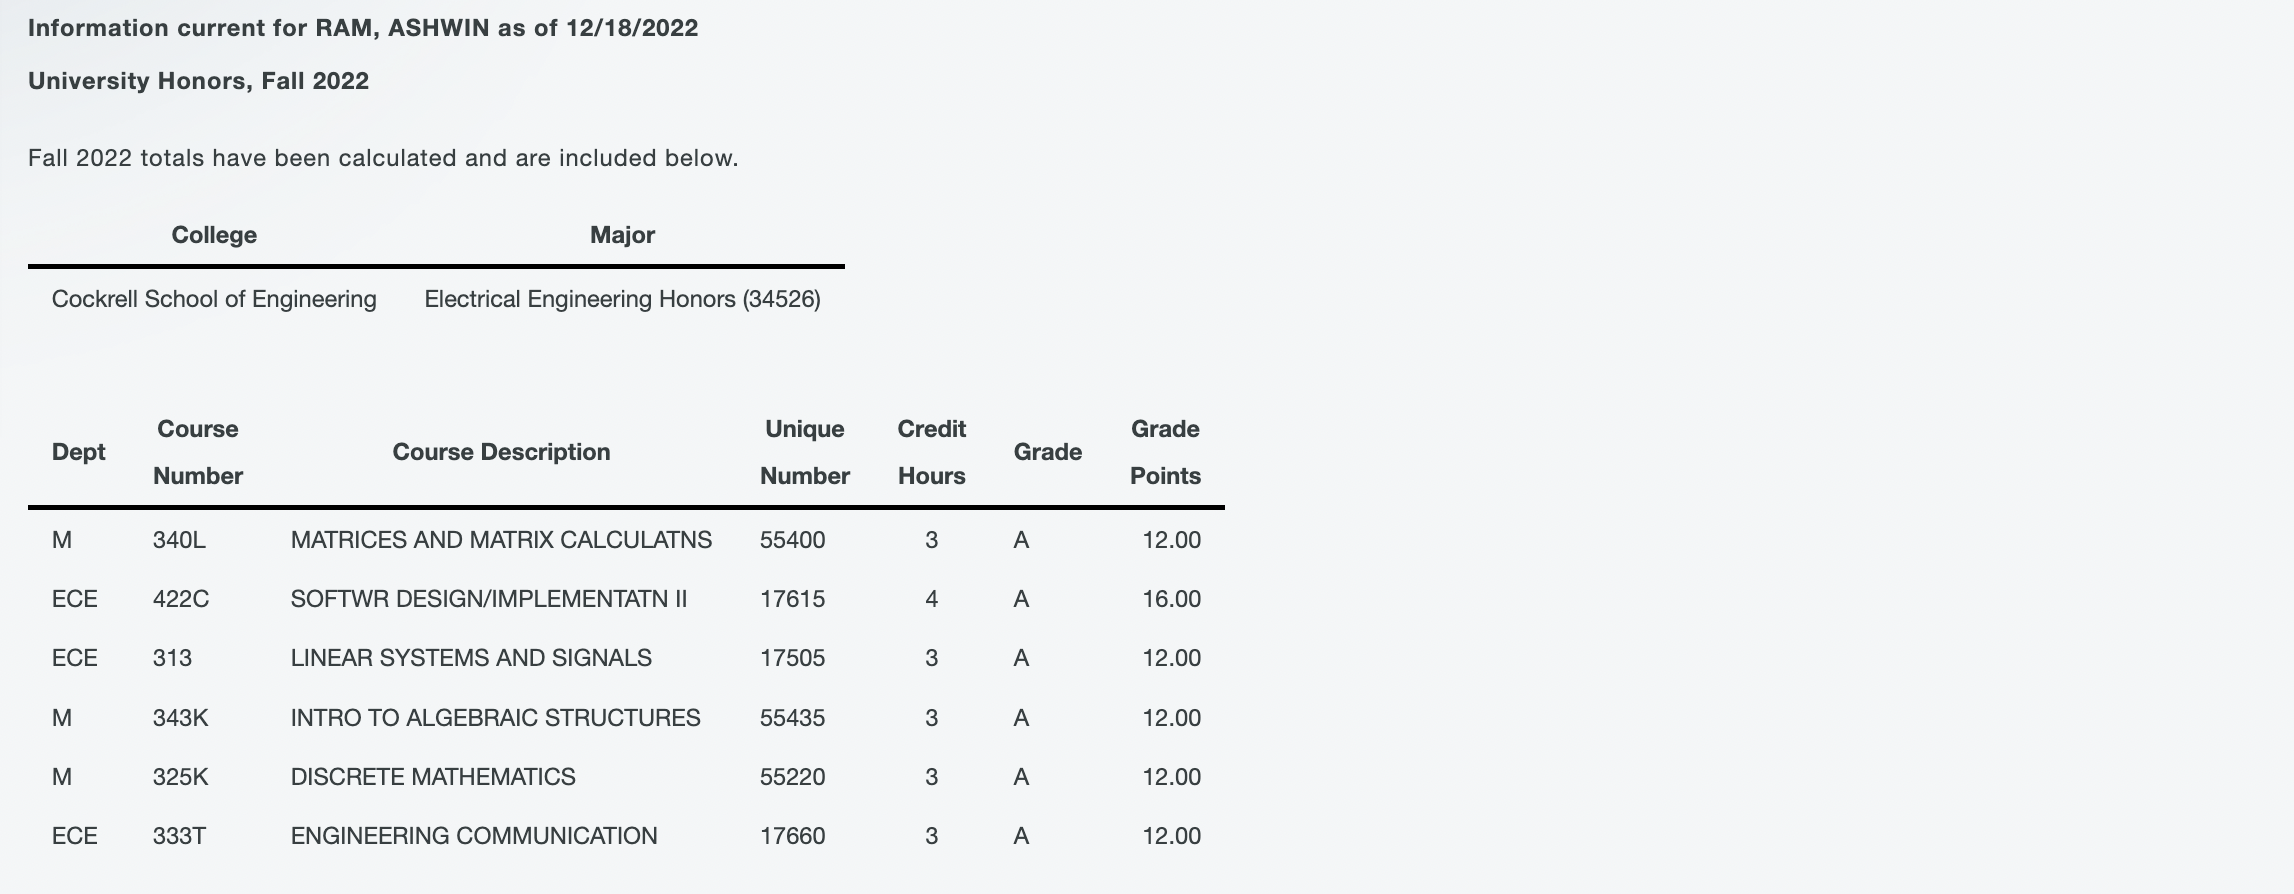 Information current for RAM, ASHWIN as of 12/18/2022
University Honors, Fall 2022
Fall 2022 totals have been calculated and are included below.
College Major
Cockrell School of Engineering Electrical Engineering Honors (34526)
Dept Course Number Course Description Unique Number Credit Hours Grade Grade Points
M 340L MATRICES AND MATRIX CALCULATNS 55400 3 A 12.00
ECE 422C SOFTWR DESIGN/IMPLEMENTATN II 17615 4 A 16.00
ECE 313 LINEAR SYSTEMS AND SIGNALS 17505 3 A 12.00
M 343K INTRO TO ALGEBRAIC STRUCTURES 55435 3 A 12.00
M 325K DISCRETE MATHEMATICS 55220 3 A 12.00
ECE 333T ENGINEERING COMMUNICATION 17660 3 A 12.00